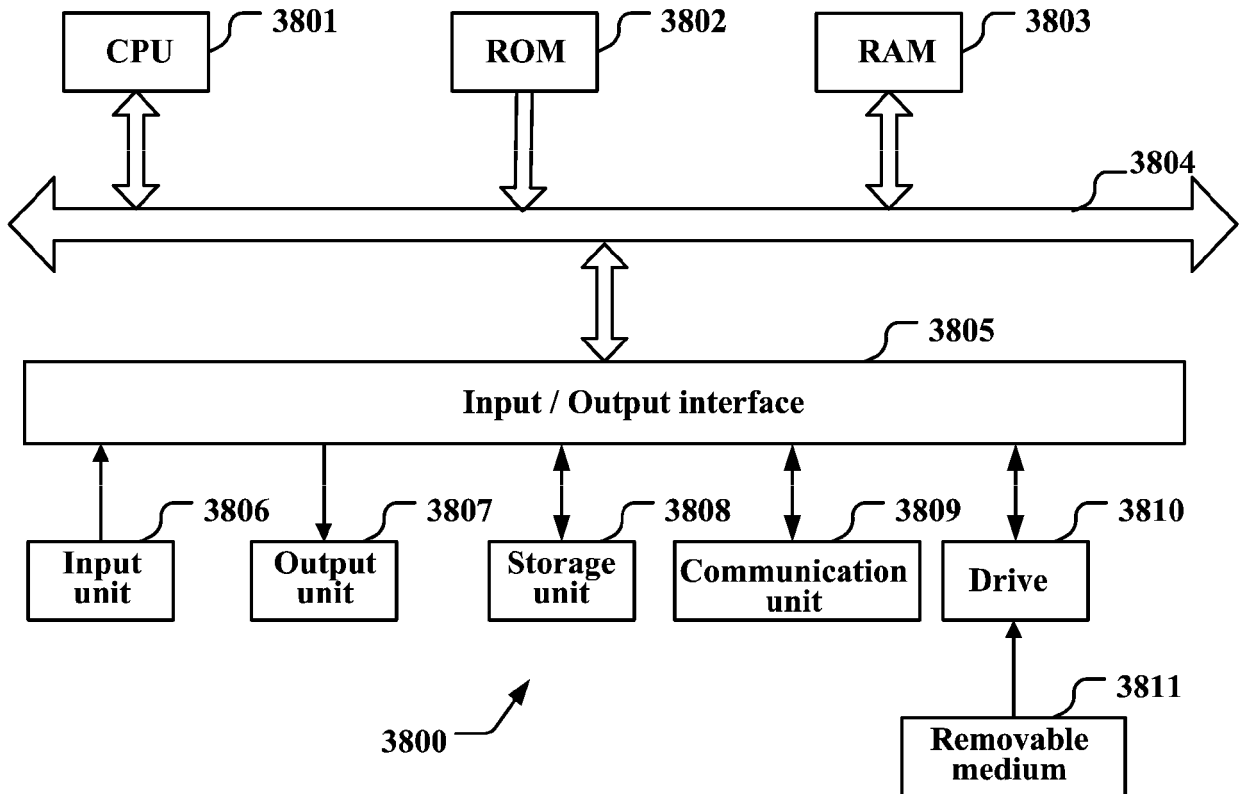 CPU
3801
ROM
3802
RAM
3803
3804
3805
Input / Output interface
3806
3807
3808
3809
3810
Input
unit
Output
unit
Storage
unit
Communication
unit
Drive
3811
3800
Removable
medium